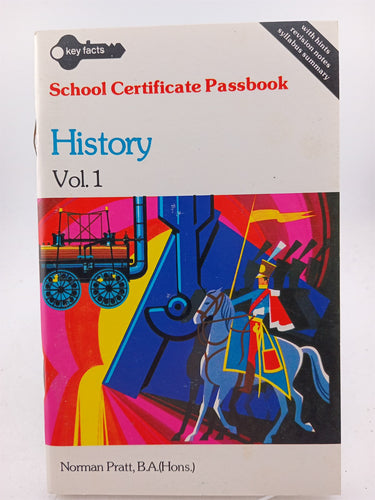 key facts
with hints
revision notes
syllabus summary
School Certificate Passbook
History
Vol. 1
Norman Pratt, B.A.(Hons.)